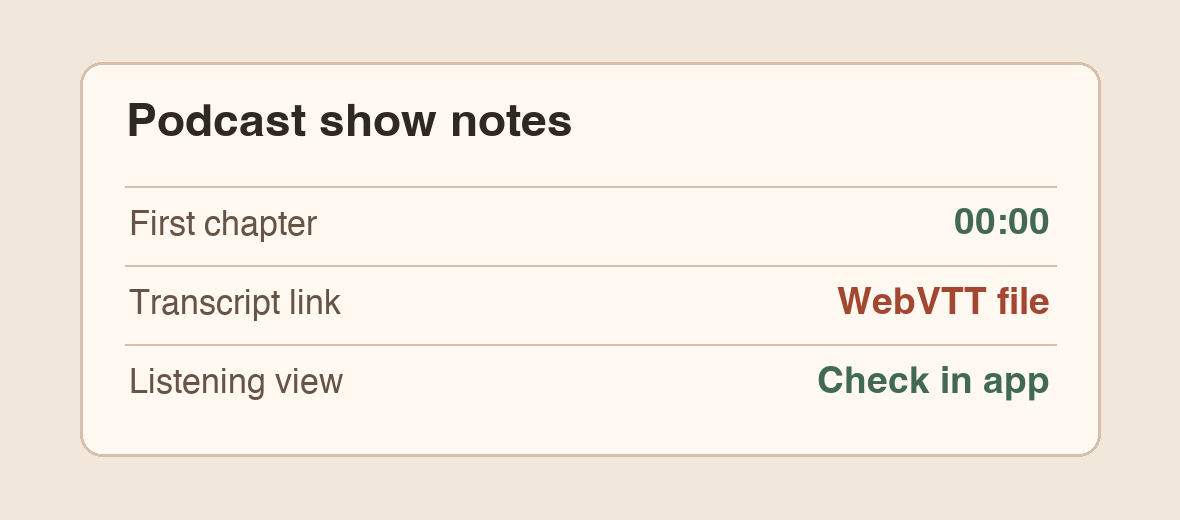 Podcast show notes
First chapter 00:00
Transcript link WebVTT file
Listening view Check in app